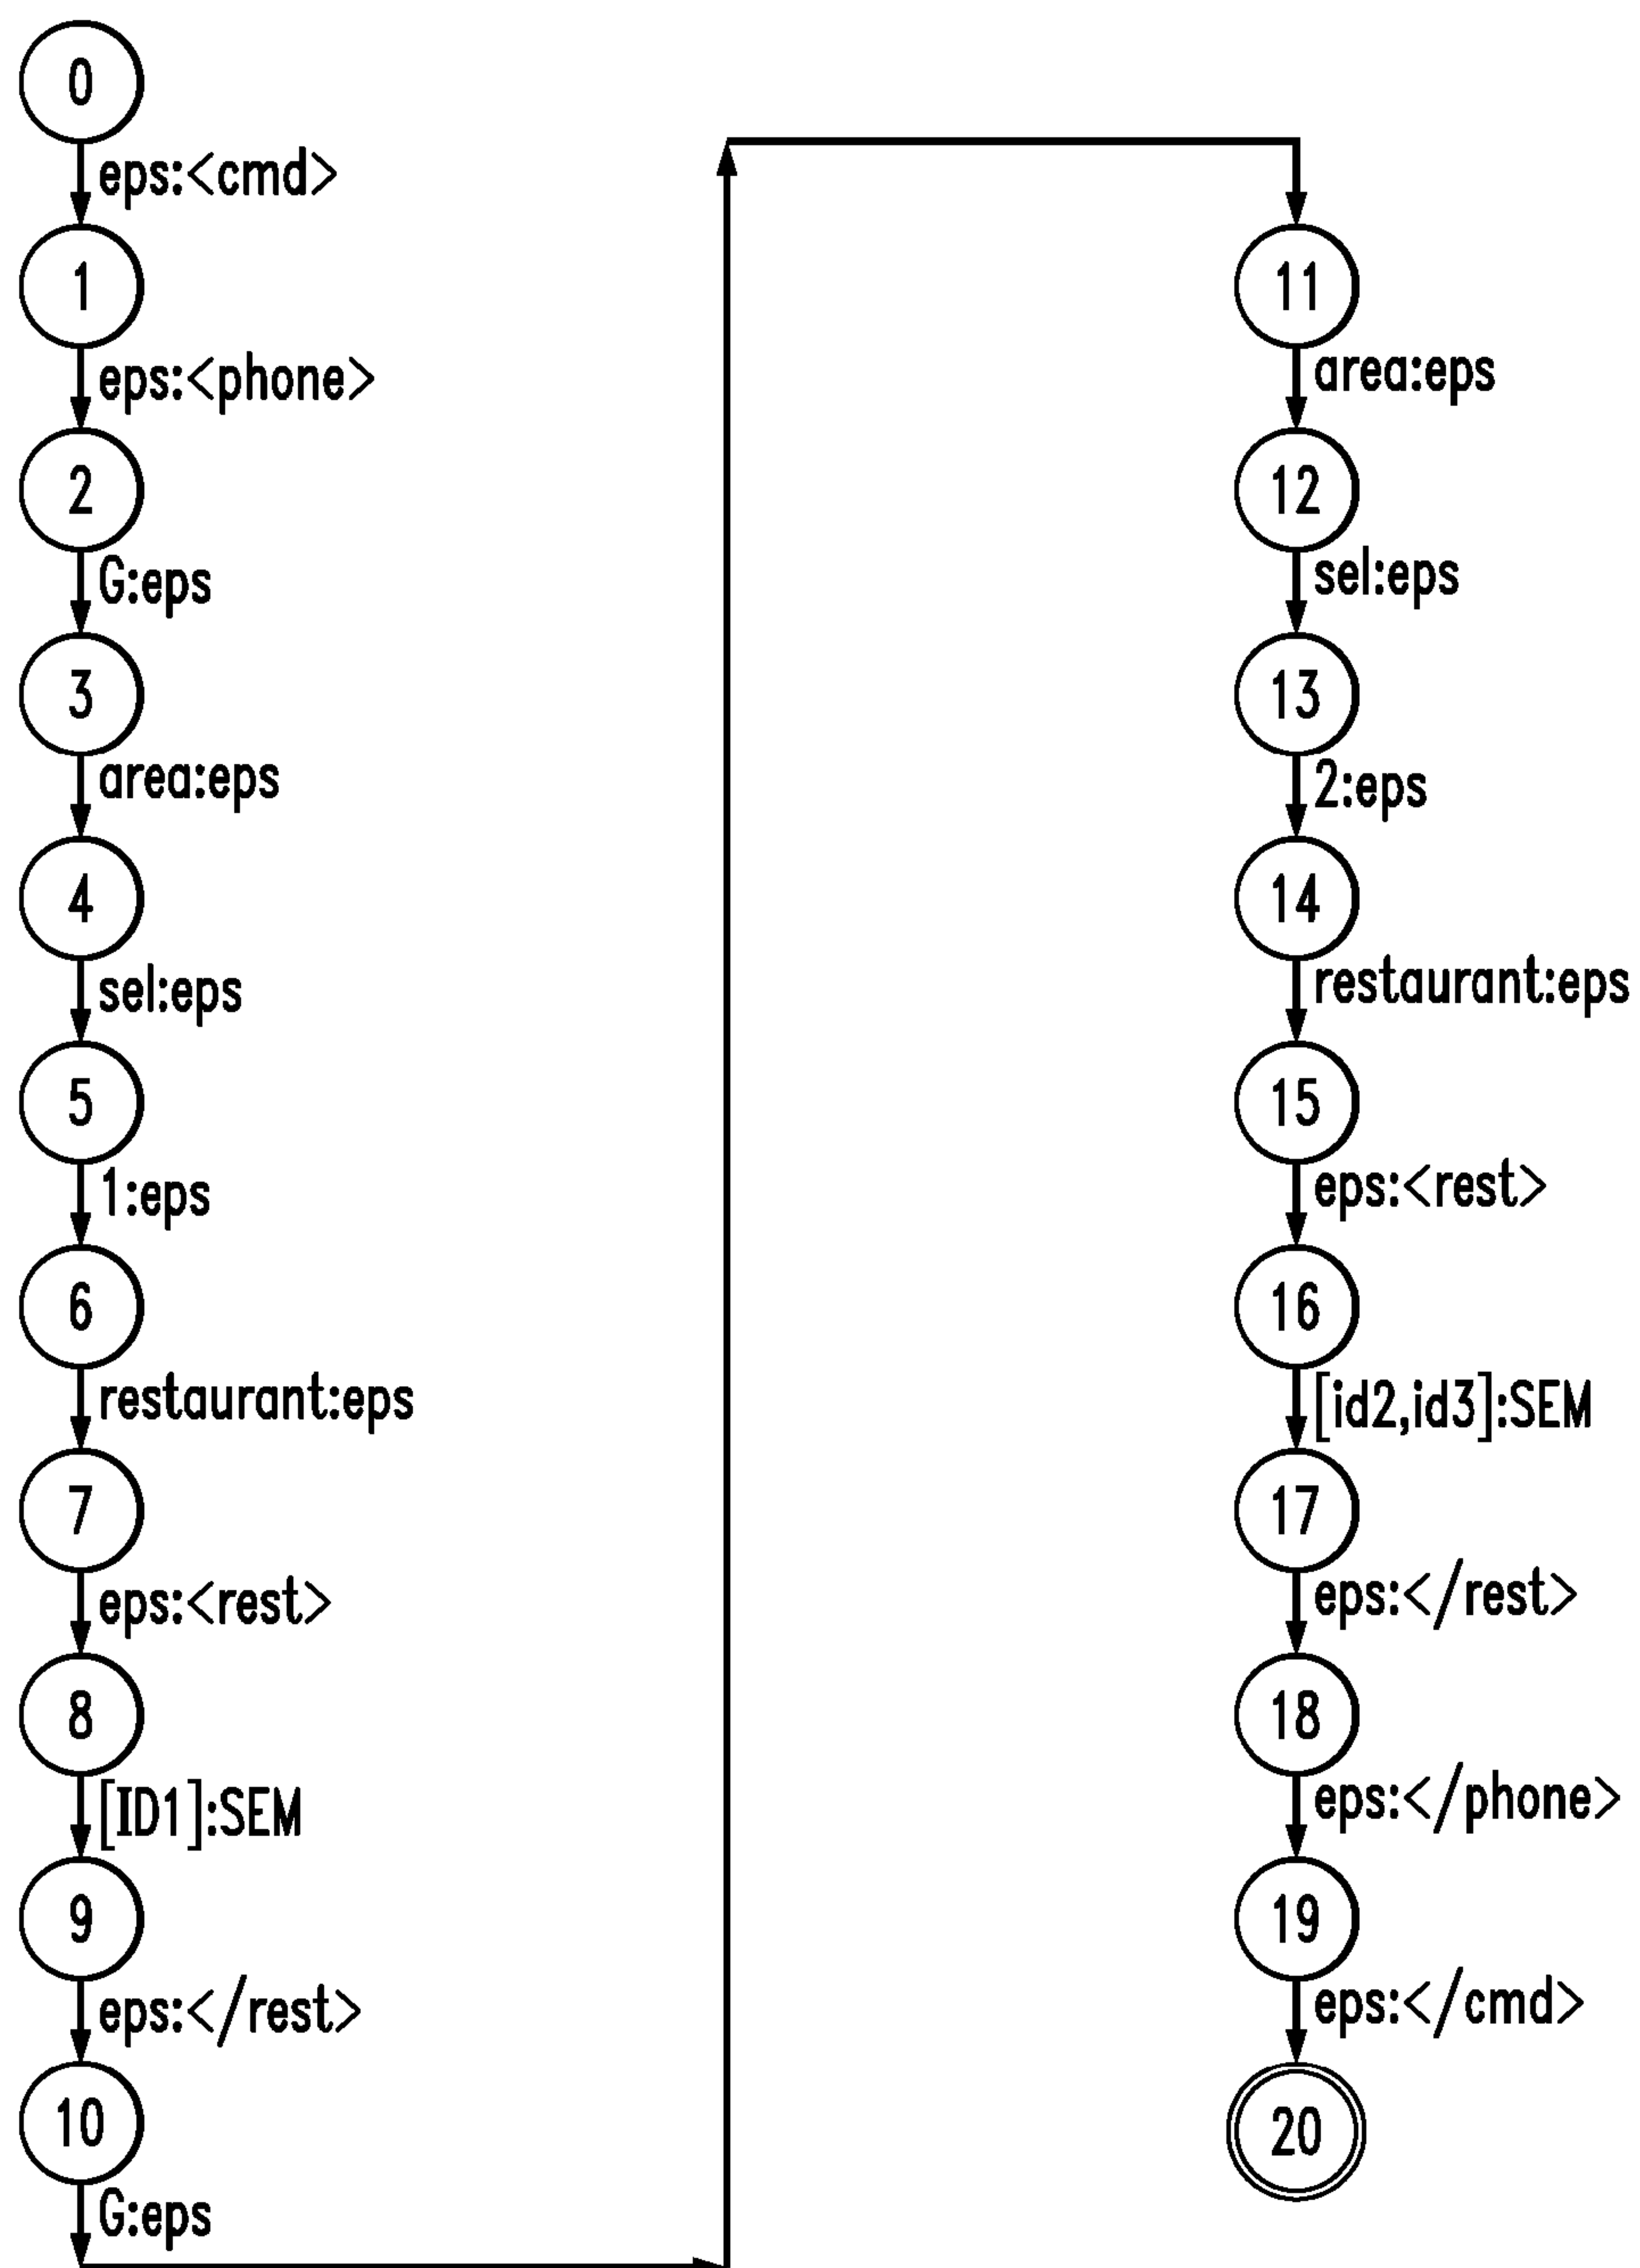 0
eps:<cmd>
1
eps:<phone>
2
G:eps
3
area:eps
4
sel:eps
5
1:eps
6
restaurant:eps
7
eps:<rest>
8
[ID1]:SEM
9
eps:</rest>
10
G:eps
11
area:eps
12
sel:eps
13
2:eps
14
restaurant:eps
15
eps:<rest>
16
[id2,id3]:SEM
17
eps:</rest>
18
eps:</phone>
19
eps:</cmd>
20